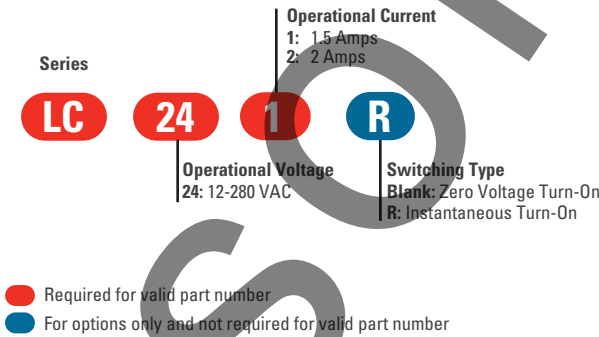 Operational Current
1: 1.5 Amps
2: 2 Amps
Series
LC 24 1 R
Operational Voltage
24: 12-280 VAC
Switching Type
Blank: Zero Voltage Turn-On
R: Instantaneous Turn-On
Required for valid part number
For options only and not required for valid part number